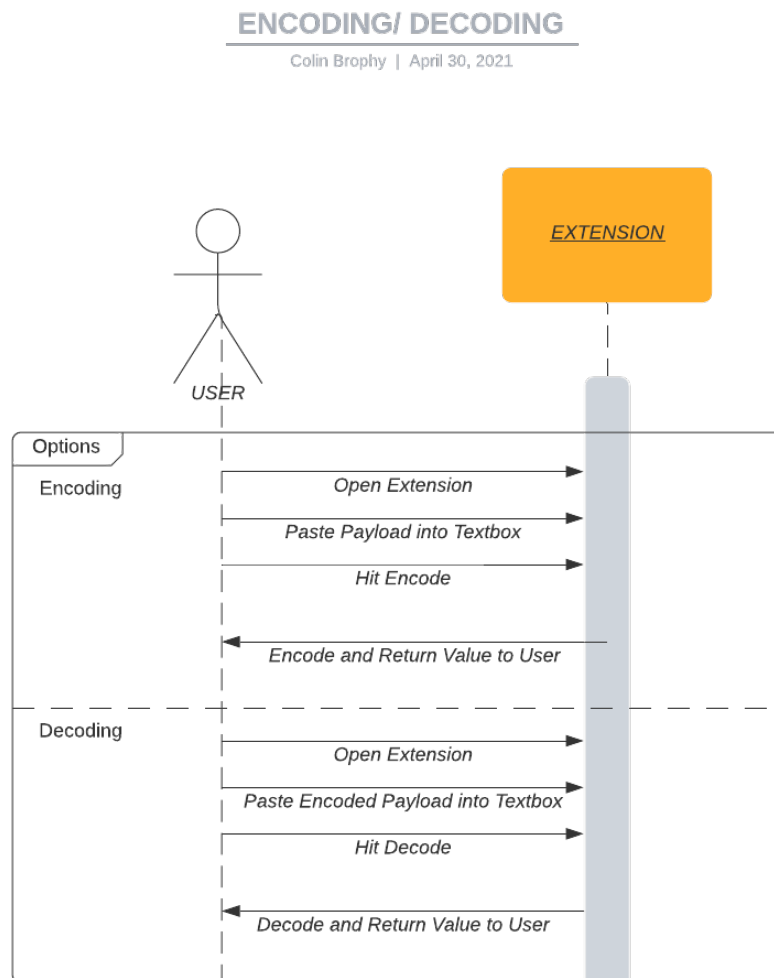 ENCODING/ DECODING
Colin Brophy | April 30, 2021
EXTENSION
USER
Options
Encoding
Open Extension
Paste Payload into Textbox
Hit Encode
Encode and Return Value to User
Decoding
Open Extension
Paste Encoded Payload into Textbox
Hit Decode
Decode and Return Value to User